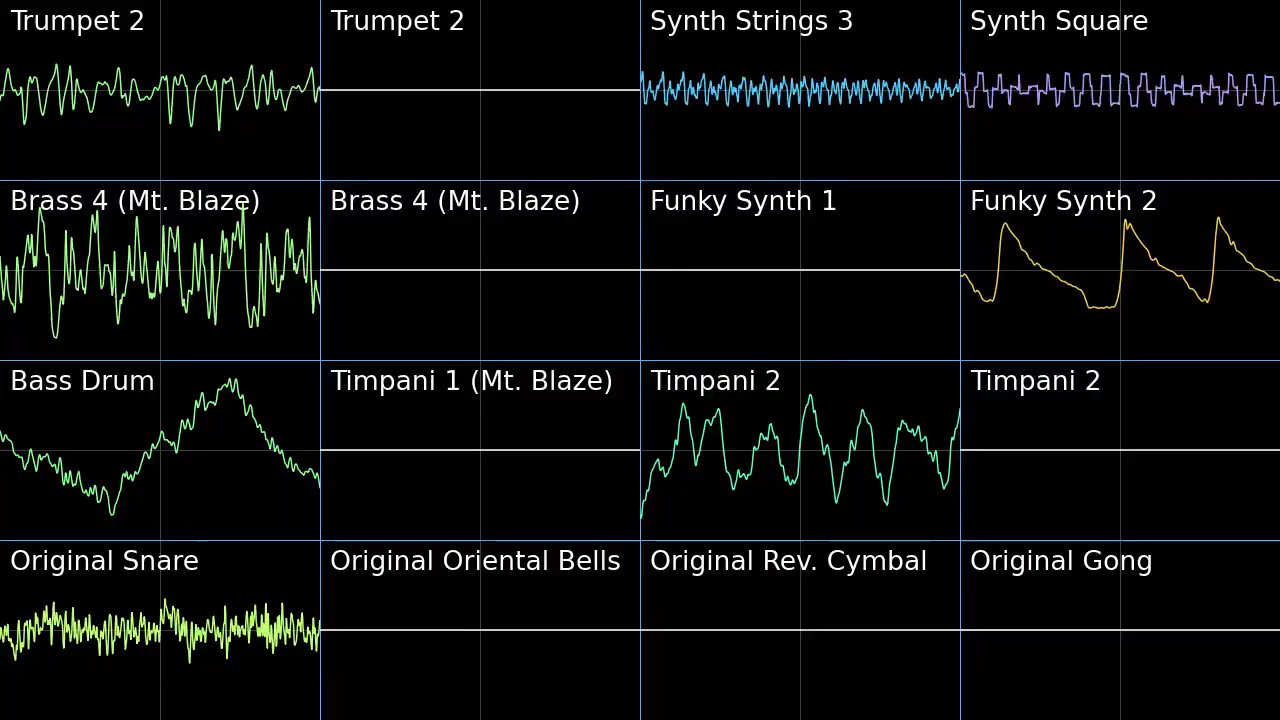 Trumpet 2
Trumpet 2
Synth Strings 3
Synth Square
Brass 4 (Mt. Blaze)
Brass 4 (Mt. Blaze)
Funky Synth 1
Funky Synth 2
Bass Drum
Timpani 1 (Mt. Blaze)
Timpani 2
Timpani 2
Original Snare
Original Oriental Bells
Original Rev. Cymbal
Original Gong